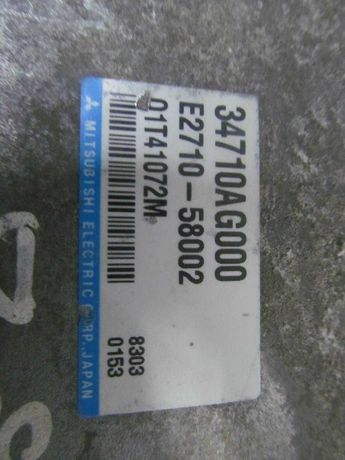 34710AG000
E2710-58002
01T41072M
8303
0153
MITSUBISHI ELECTRIC CORP.,JAPAN